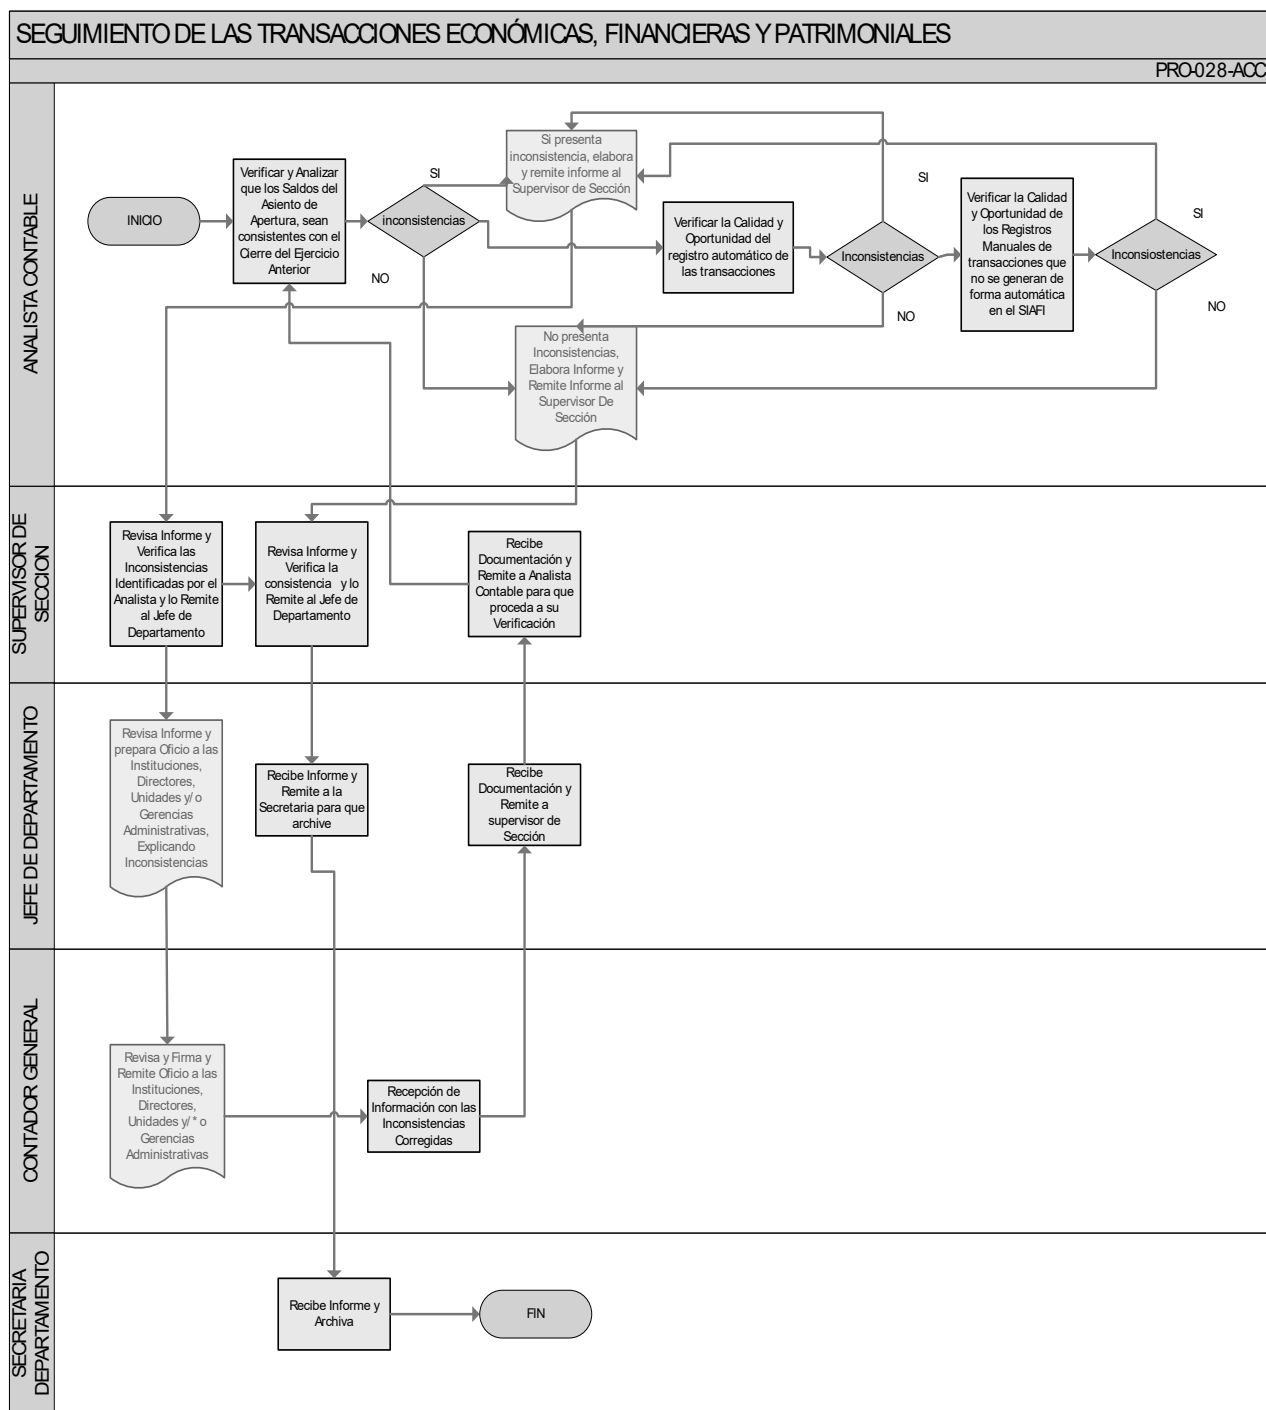 SEGUIMIENTO DE LAS TRANSACCIONES ECONÓMICAS, FINANCIERAS Y PATRIMONIALES
PRO-028-ACC
ANALISTA CONTABLE
INICIO
Verificar y Analizar
que los Saldos del
Asiento de
Apertura, sean
consistentes con el
Cierre del Ejercicio
Anterior
inconsistencias
SI
NO
Si presenta
inconsistencia, elabora
y remite informe al
Supervisor de Sección
Verificar la Calidad y
Oportunidad del
registro automático de
las transacciones
Inconsistencias
SI
NO
Verificar la Calidad
y Oportunidad de
los Registros
Manuales de
transacciones que
no se generan de
forma automática
en el SIAFI
Inconsiostencias
SI
NO
No presenta
Inconsistencias,
Elabora Informe y
Remite Informe al
Supervisor De
Sección
SUPERVISOR DE
SECCION
Revisa Informe y
Verifica las
Inconsistencias
Identificadas por el
Analista y lo Remite
al Jefe de
Departamento
Revisa Informe y
Verifica la
consistencia y lo
Remite al Jefe de
Departamento
Recibe
Documentación y
Remite a Analista
Contable para que
proceda a su
Verificación
JEFE DE DEPARTAMENTO
Revisa Informe y
prepara Oficio a las
Instituciones,
Directores,
Unidades y/ o
Gerencias
Administrativas,
Explicando
Inconsistencias
Recibe Informe y
Remite a la
Secretaria para que
archive
Recibe
Documentación y
Remite a
supervisor de
Sección
CONTADOR GENERAL
Revisa y Firma y
Remite Oficio a las
Instituciones,
Directores,
Unidades y/ * o
Gerencias
Administrativas
Recepción de
Información con las
Inconsistencias
Corregidas
SECRETARIA
DEPARTAMENTO
Recibe Informe y
Archiva
FIN